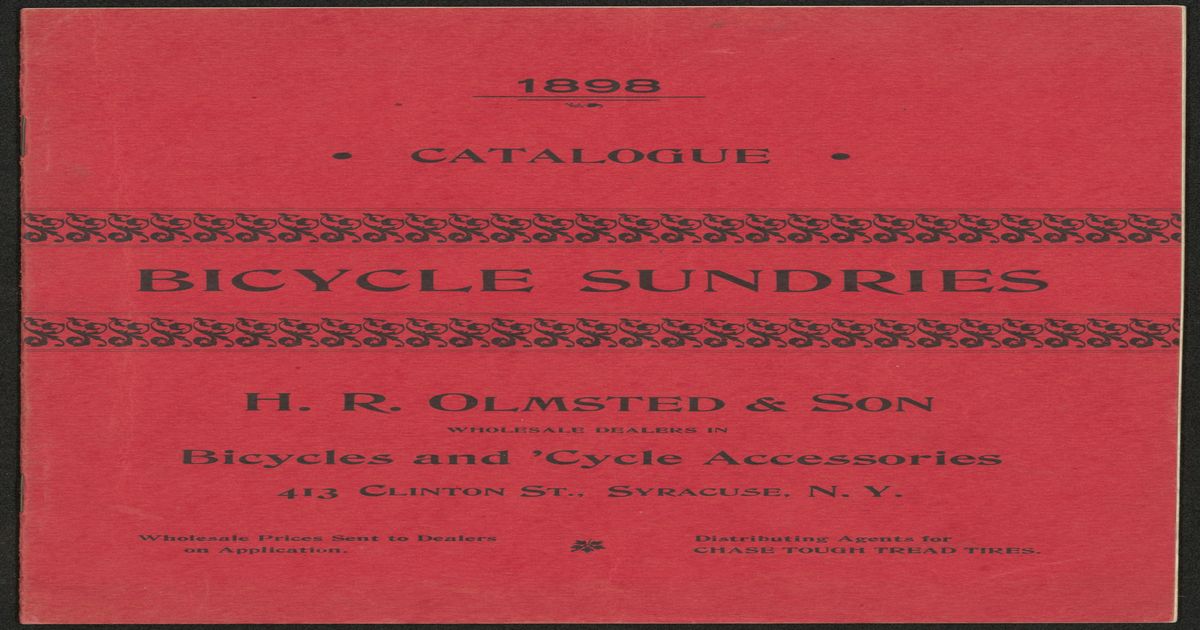 1898
• CATALOGUE •
BICYCLE SUNDRIES
H. R. OLMSTED & SON
WHOLESALE DEALERS IN
Bicycles and 'Cycle Accessories
413 CLINTON ST., SYRACUSE, N. Y.
Wholesale Prices Sent to Dealers
on Application.
Distributing Agents for
CHASE TOUGH TREAD TIRES.